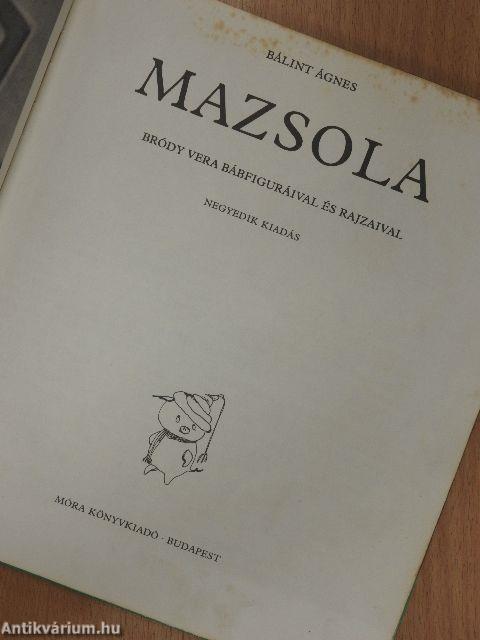 BÁLINT ÁGNES
MAZSOLA
BRÓDY VERA BÁBFIGURÁIVAL ÉS RAJZAIVAL
NEGYEDIK KIADÁS
MÓRA KÖNYVKIADÓ · BUDAPEST
Antikvárium.hu